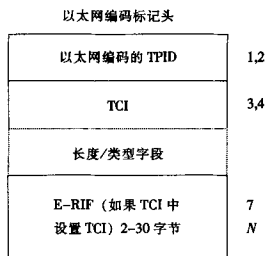 以太网编码标记头
以太网编码的 TPID 1,2
TCI 3,4
长度/类型字段
E-RIF（如果 TCI 中 7
设置 TCI）2-30 字节 N